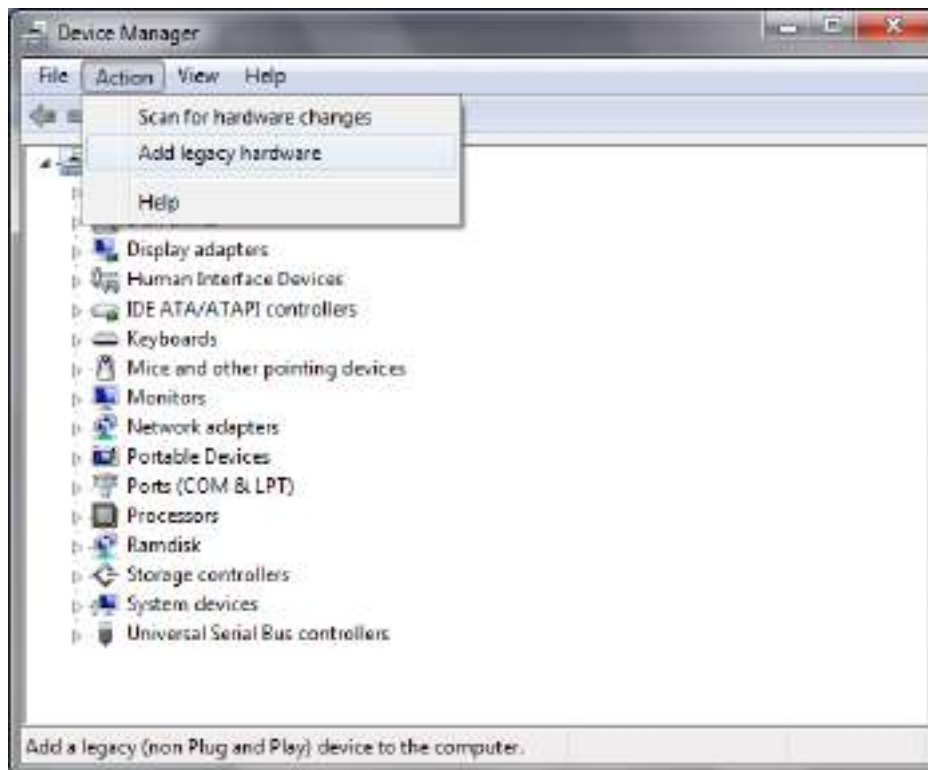 Device Manager
File Action View Help
Scan for hardware changes
Add legacy hardware
Help
Display adapters
Human Interface Devices
IDE ATA/ATAPI controllers
Keyboards
Mice and other pointing devices
Monitors
Network adapters
Portable Devices
Ports (COM & LPT)
Processors
Ramdisk
Storage controllers
System devices
Universal Serial Bus controllers
Add a legacy (non Plug and Play) device to the computer.